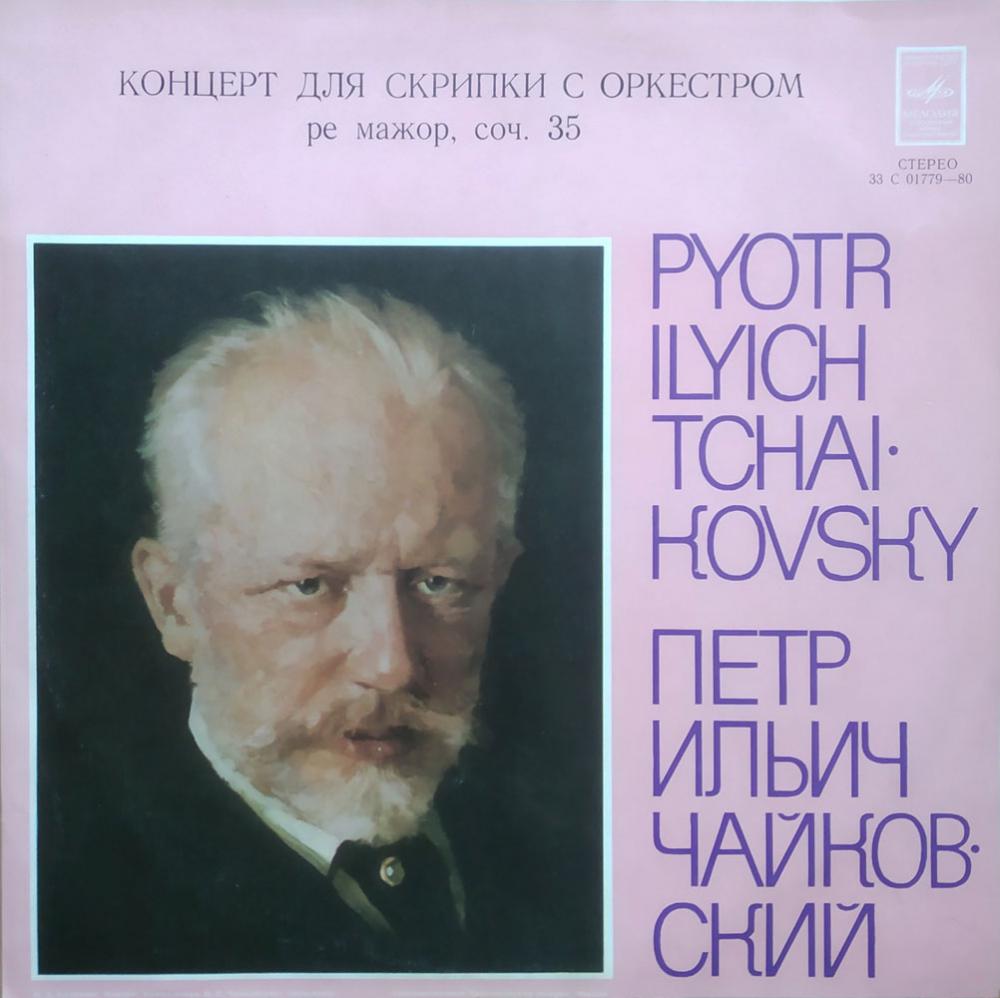 КОНЦЕРТ ДЛЯ СКРИПКИ С ОРКЕСТРОМ
ре мажор, соч. 35
МЕЛОДИЯ
СТЕРЕО
33 С 01779—80
PYOTR
ILYICH
TCHAI·
KOVSKY
ПЕТР
ИЛЬИЧ
ЧАЙКОВ·
СКИЙ